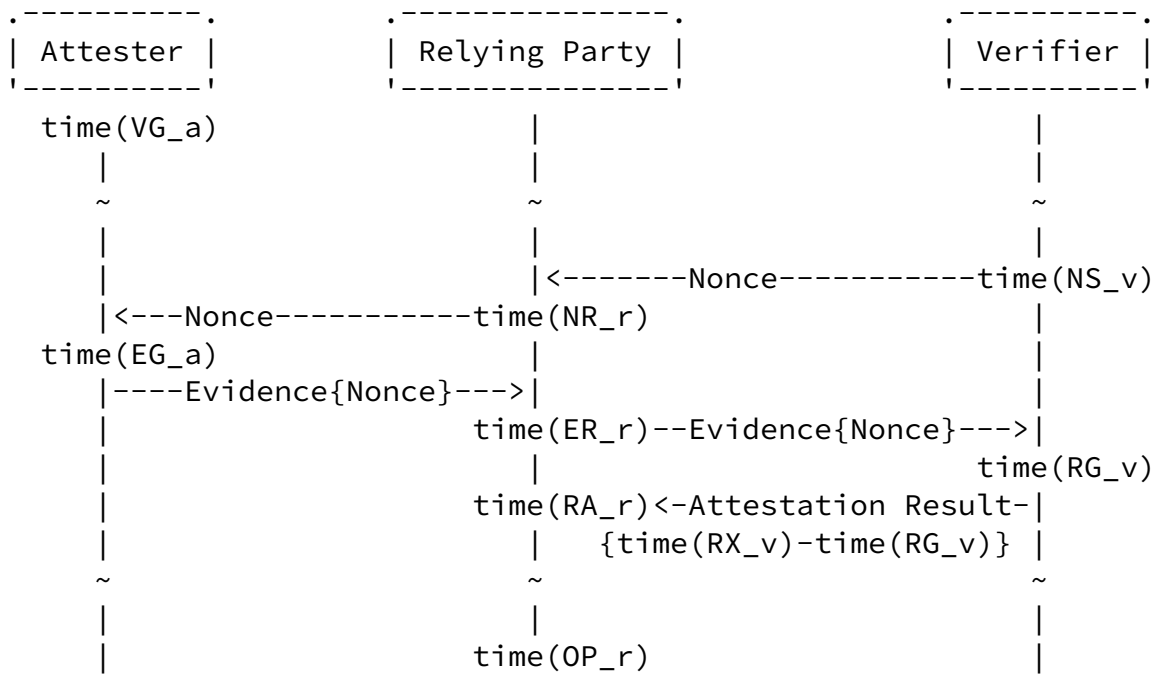 .----------.        .---------------.             .----------.
| Attester |        | Relying Party |             | Verifier |
'----------'        '---------------'             '----------'
  time(VG_a)                |                          |
     |                      |                          |
     ~                      ~                          ~
     |                      |                          |
     |                      |<-------Nonce-----------time(NS_v)
     |<---Nonce-----------time(NR_r)                   |
  time(EG_a)                |                          |
     |----Evidence{Nonce}--->|                         |
     |                   time(ER_r)--Evidence{Nonce}--->|
     |                      |                       time(RG_v)
     |                   time(RA_r)<-Attestation Result-|
     |                      |   {time(RX_v)-time(RG_v)} |
     ~                      ~                          ~
     |                      |                          |
     |                   time(OP_r)                    |